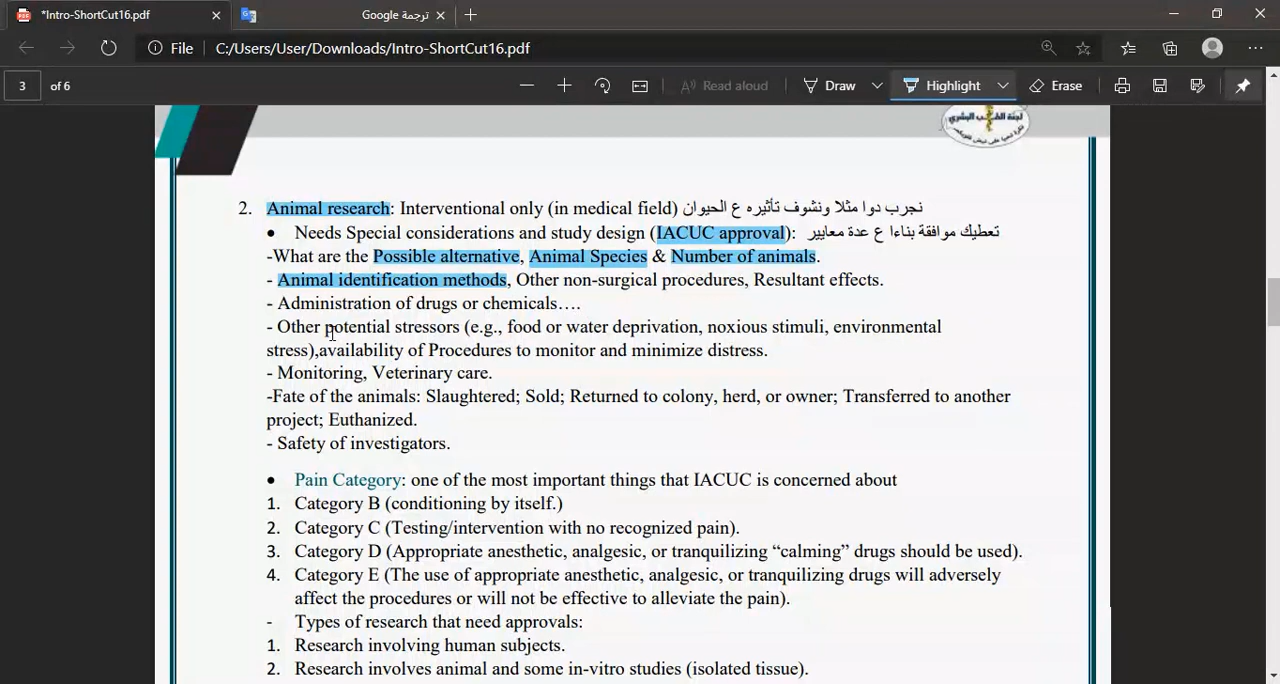 *Intro-ShortCut16.pdf
ترجمة Google
File
C:/Users/User/Downloads/Intro-ShortCut16.pdf
3 of 6
Read aloud
Draw
Highlight
Erase
2. Animal research: Interventional only (in medical field) نجرب دوا مثلا ونشوف تأثيره ع الحيوان
• Needs Special considerations and study design (IACUC approval): تعطيك موافقة بناءا ع عدة معايير
-What are the Possible alternative, Animal Species & Number of animals.
- Animal identification methods, Other non-surgical procedures, Resultant effects.
- Administration of drugs or chemicals….
- Other potential stressors (e.g., food or water deprivation, noxious stimuli, environmental
stress),availability of Procedures to monitor and minimize distress.
- Monitoring, Veterinary care.
-Fate of the animals: Slaughtered; Sold; Returned to colony, herd, or owner; Transferred to another
project; Euthanized.
- Safety of investigators.
• Pain Category: one of the most important things that IACUC is concerned about
1. Category B (conditioning by itself.)
2. Category C (Testing/intervention with no recognized pain).
3. Category D (Appropriate anesthetic, analgesic, or tranquilizing “calming” drugs should be used).
4. Category E (The use of appropriate anesthetic, analgesic, or tranquilizing drugs will adversely
affect the procedures or will not be effective to alleviate the pain).
- Types of research that need approvals:
1. Research involving human subjects.
2. Research involves animal and some in-vitro studies (isolated tissue).